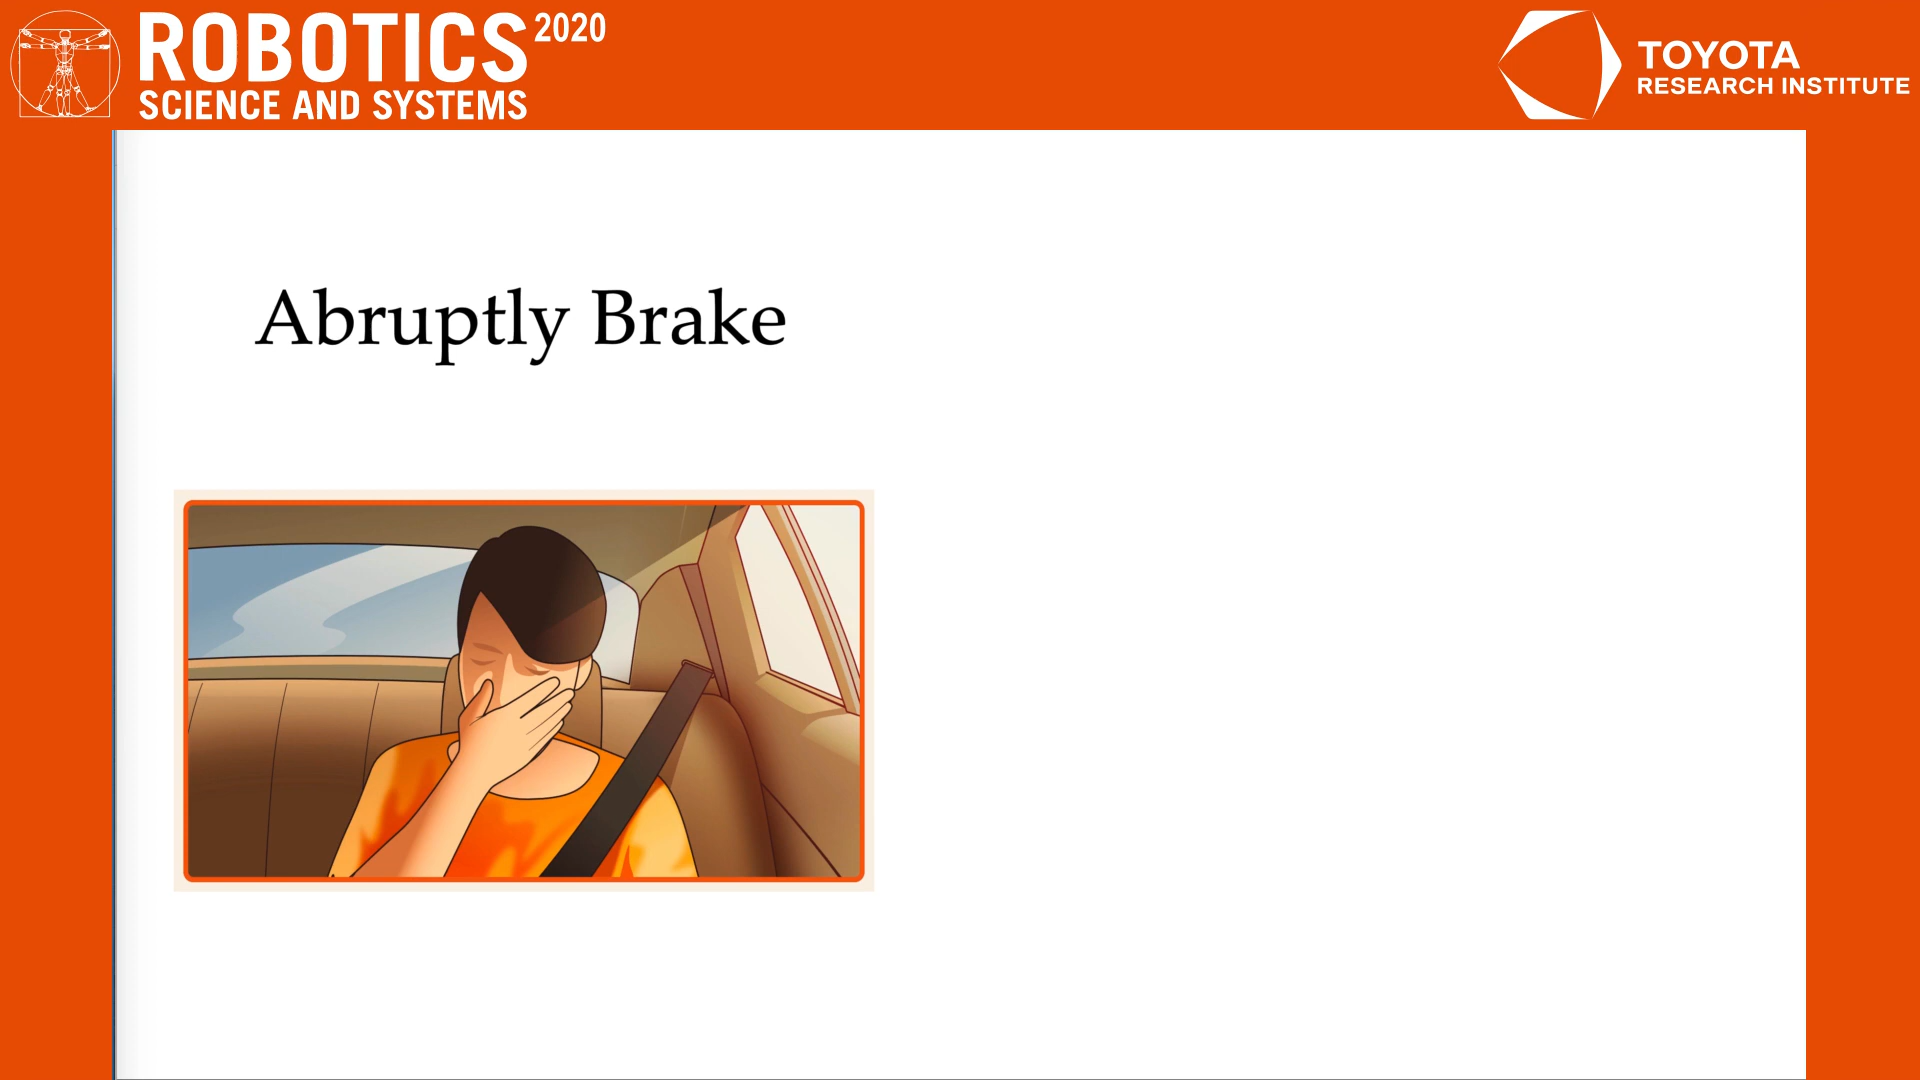 ROBOTICS 2020
SCIENCE AND SYSTEMS
TOYOTA
RESEARCH INSTITUTE
Abruptly Brake